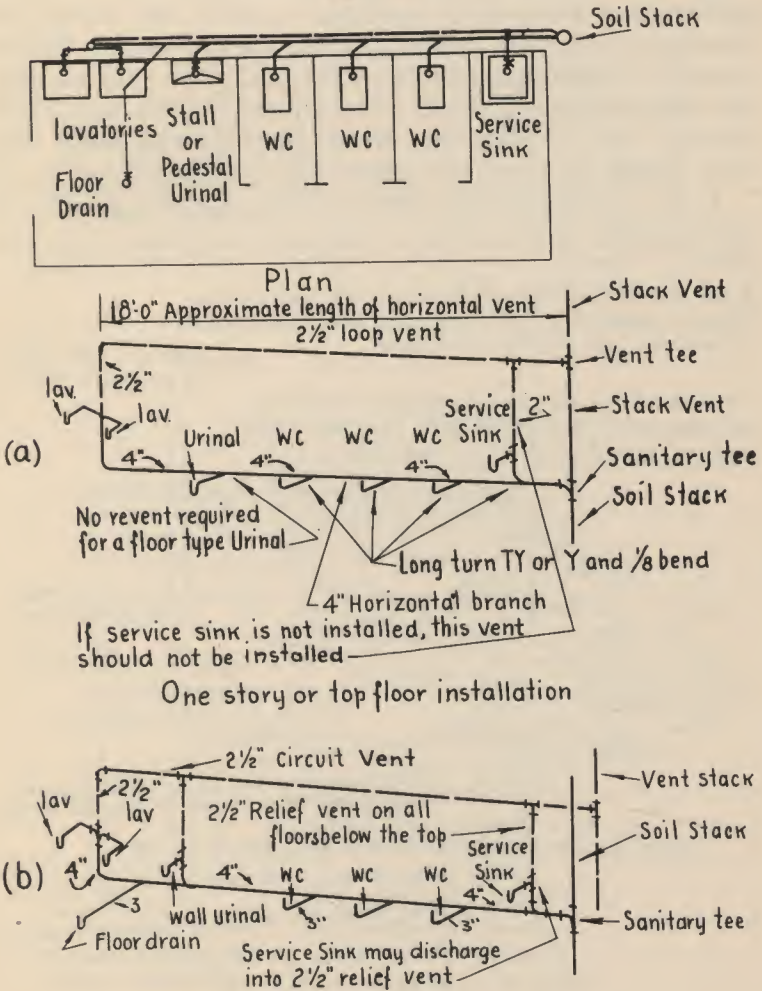 Soil Stack
lavatories
Stall
or
Pedestal
Urinal
WC
WC
WC
Service
Sink
Floor
Drain
Plan
18'-0" Approximate length of horizontal vent
2½" loop vent
Stack Vent
Vent tee
2½"
lav.
lav.
Service
Sink
2"
Stack Vent
(a)
4"
Urinal
WC
WC
WC
4"
4"
Sanitary tee
Soil Stack
No revent required
for a floor type Urinal
Long turn TY or Y and ⅛ bend
4" Horizontal branch
If service sink is not installed, this vent
should not be installed
One story or top floor installation
2½" Circuit Vent
Vent stack
2½"
lav
lav
2½" Relief vent on all
floors below the top
Soil Stack
Service
Sink
(b)
4"
4"
WC
WC
WC
4"
3
Wall Urinal
3"
3"
Sanitary tee
Floor drain
Service Sink may discharge
into 2½" relief vent